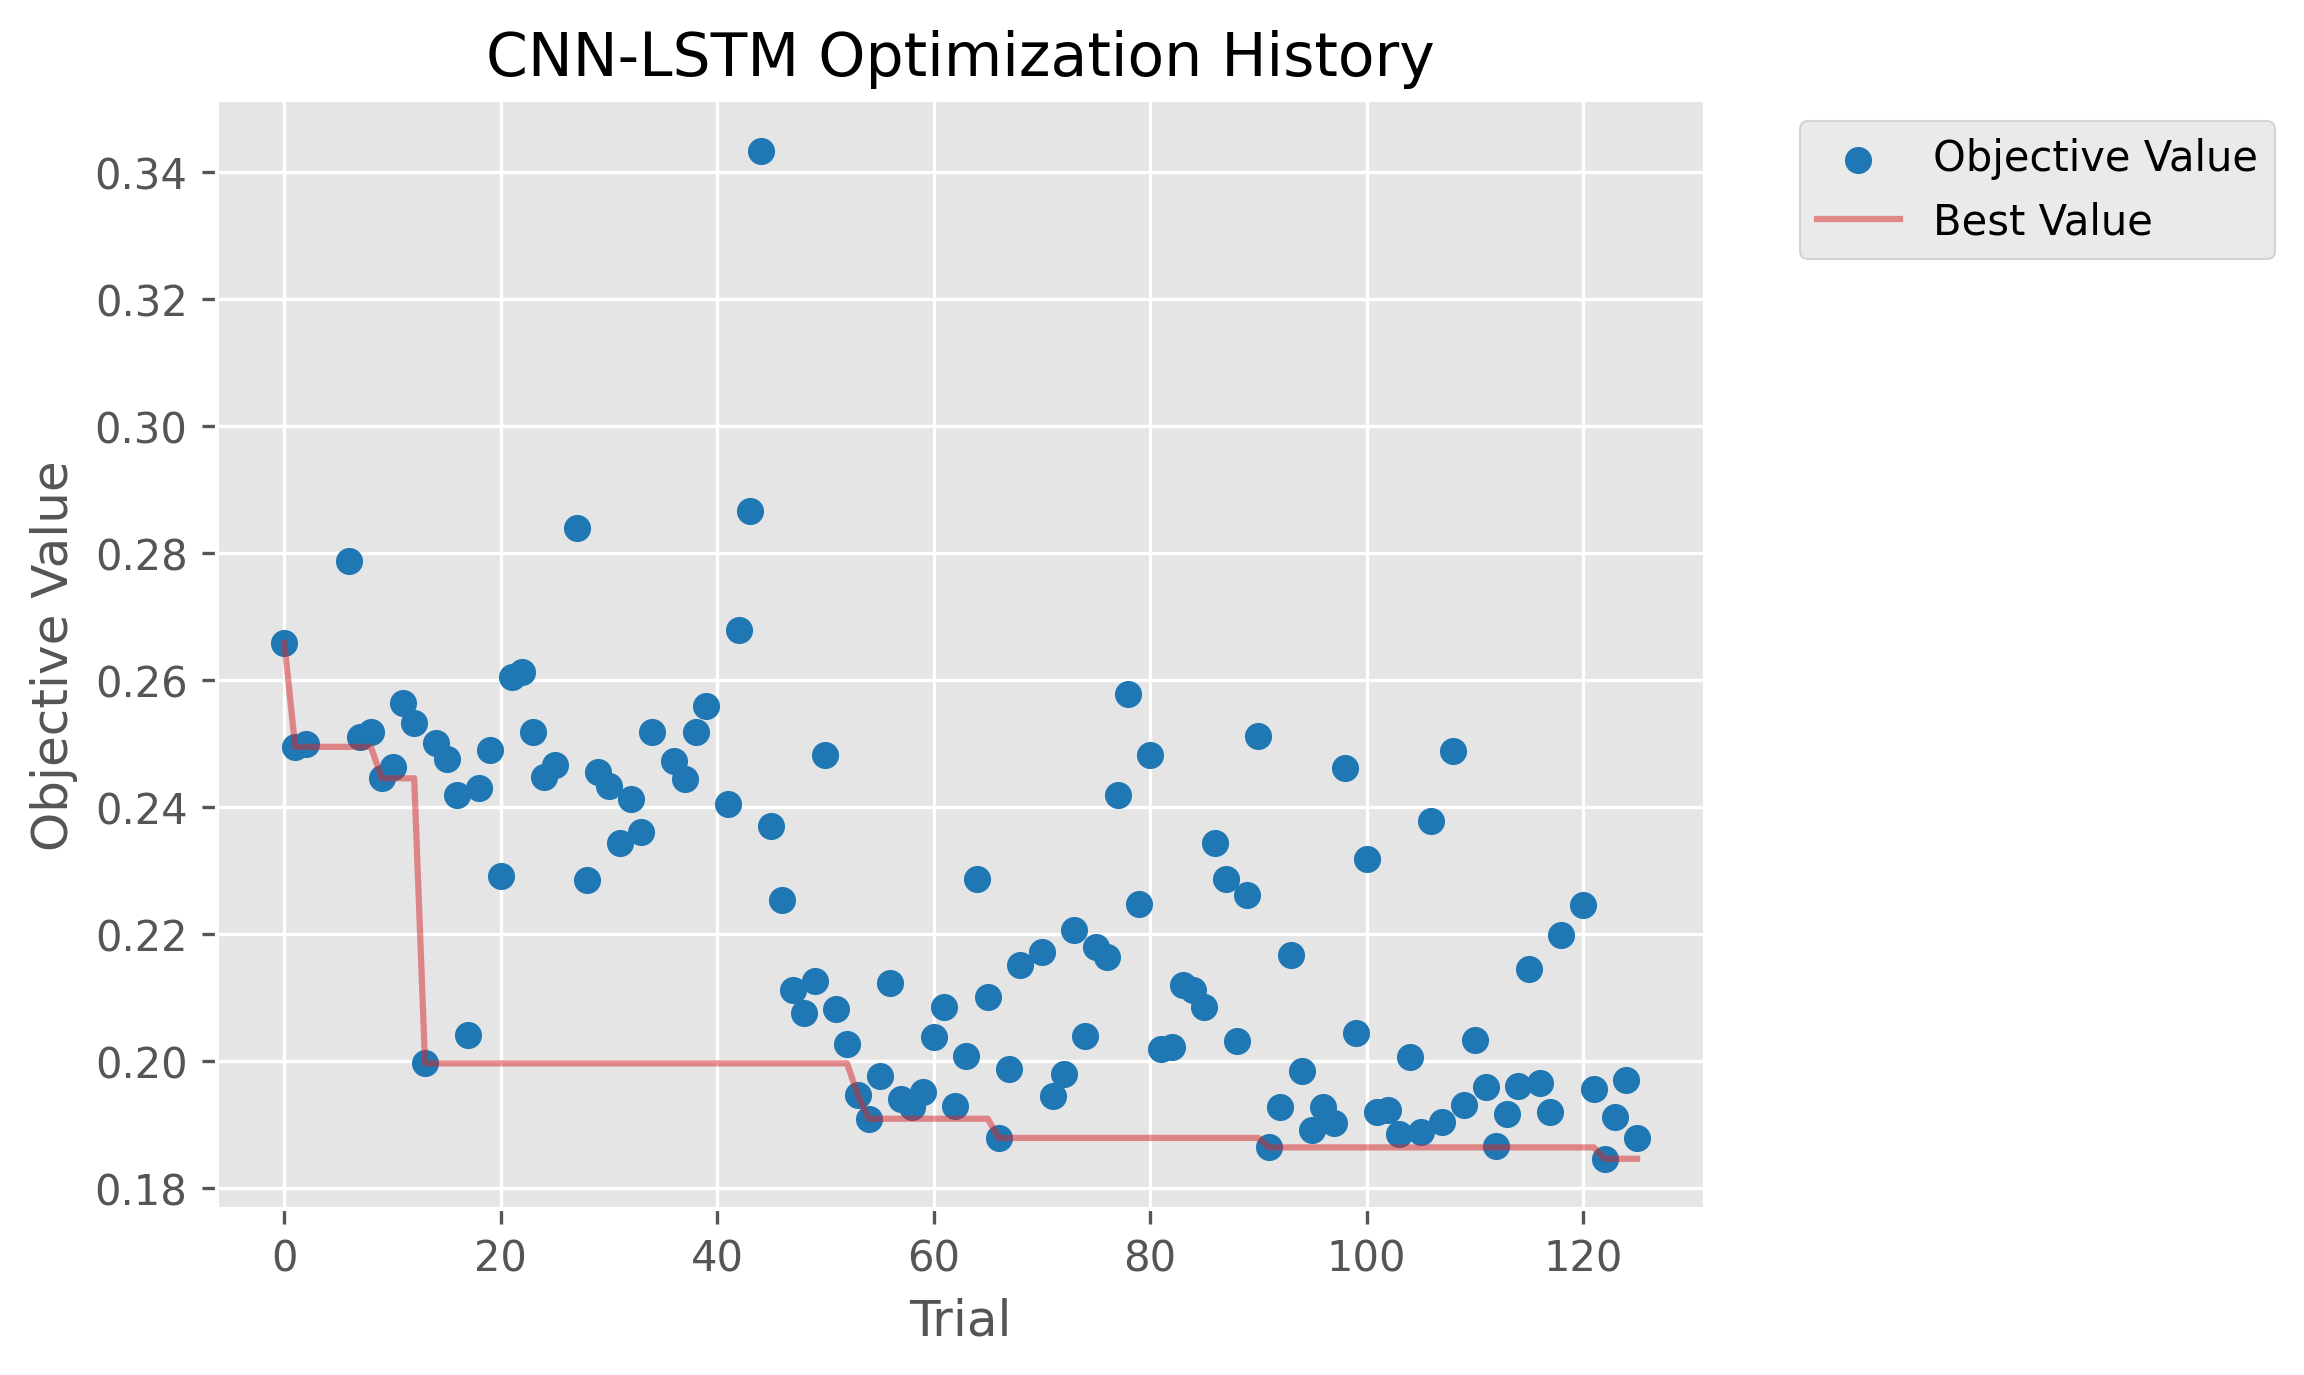 CNN-LSTM Optimization History
Objective Value
Best Value
Objective Value
0.34
0.32
0.30
0.28
0.26
0.24
0.22
0.20
0.18
0 20 40 60 80 100 120
Trial